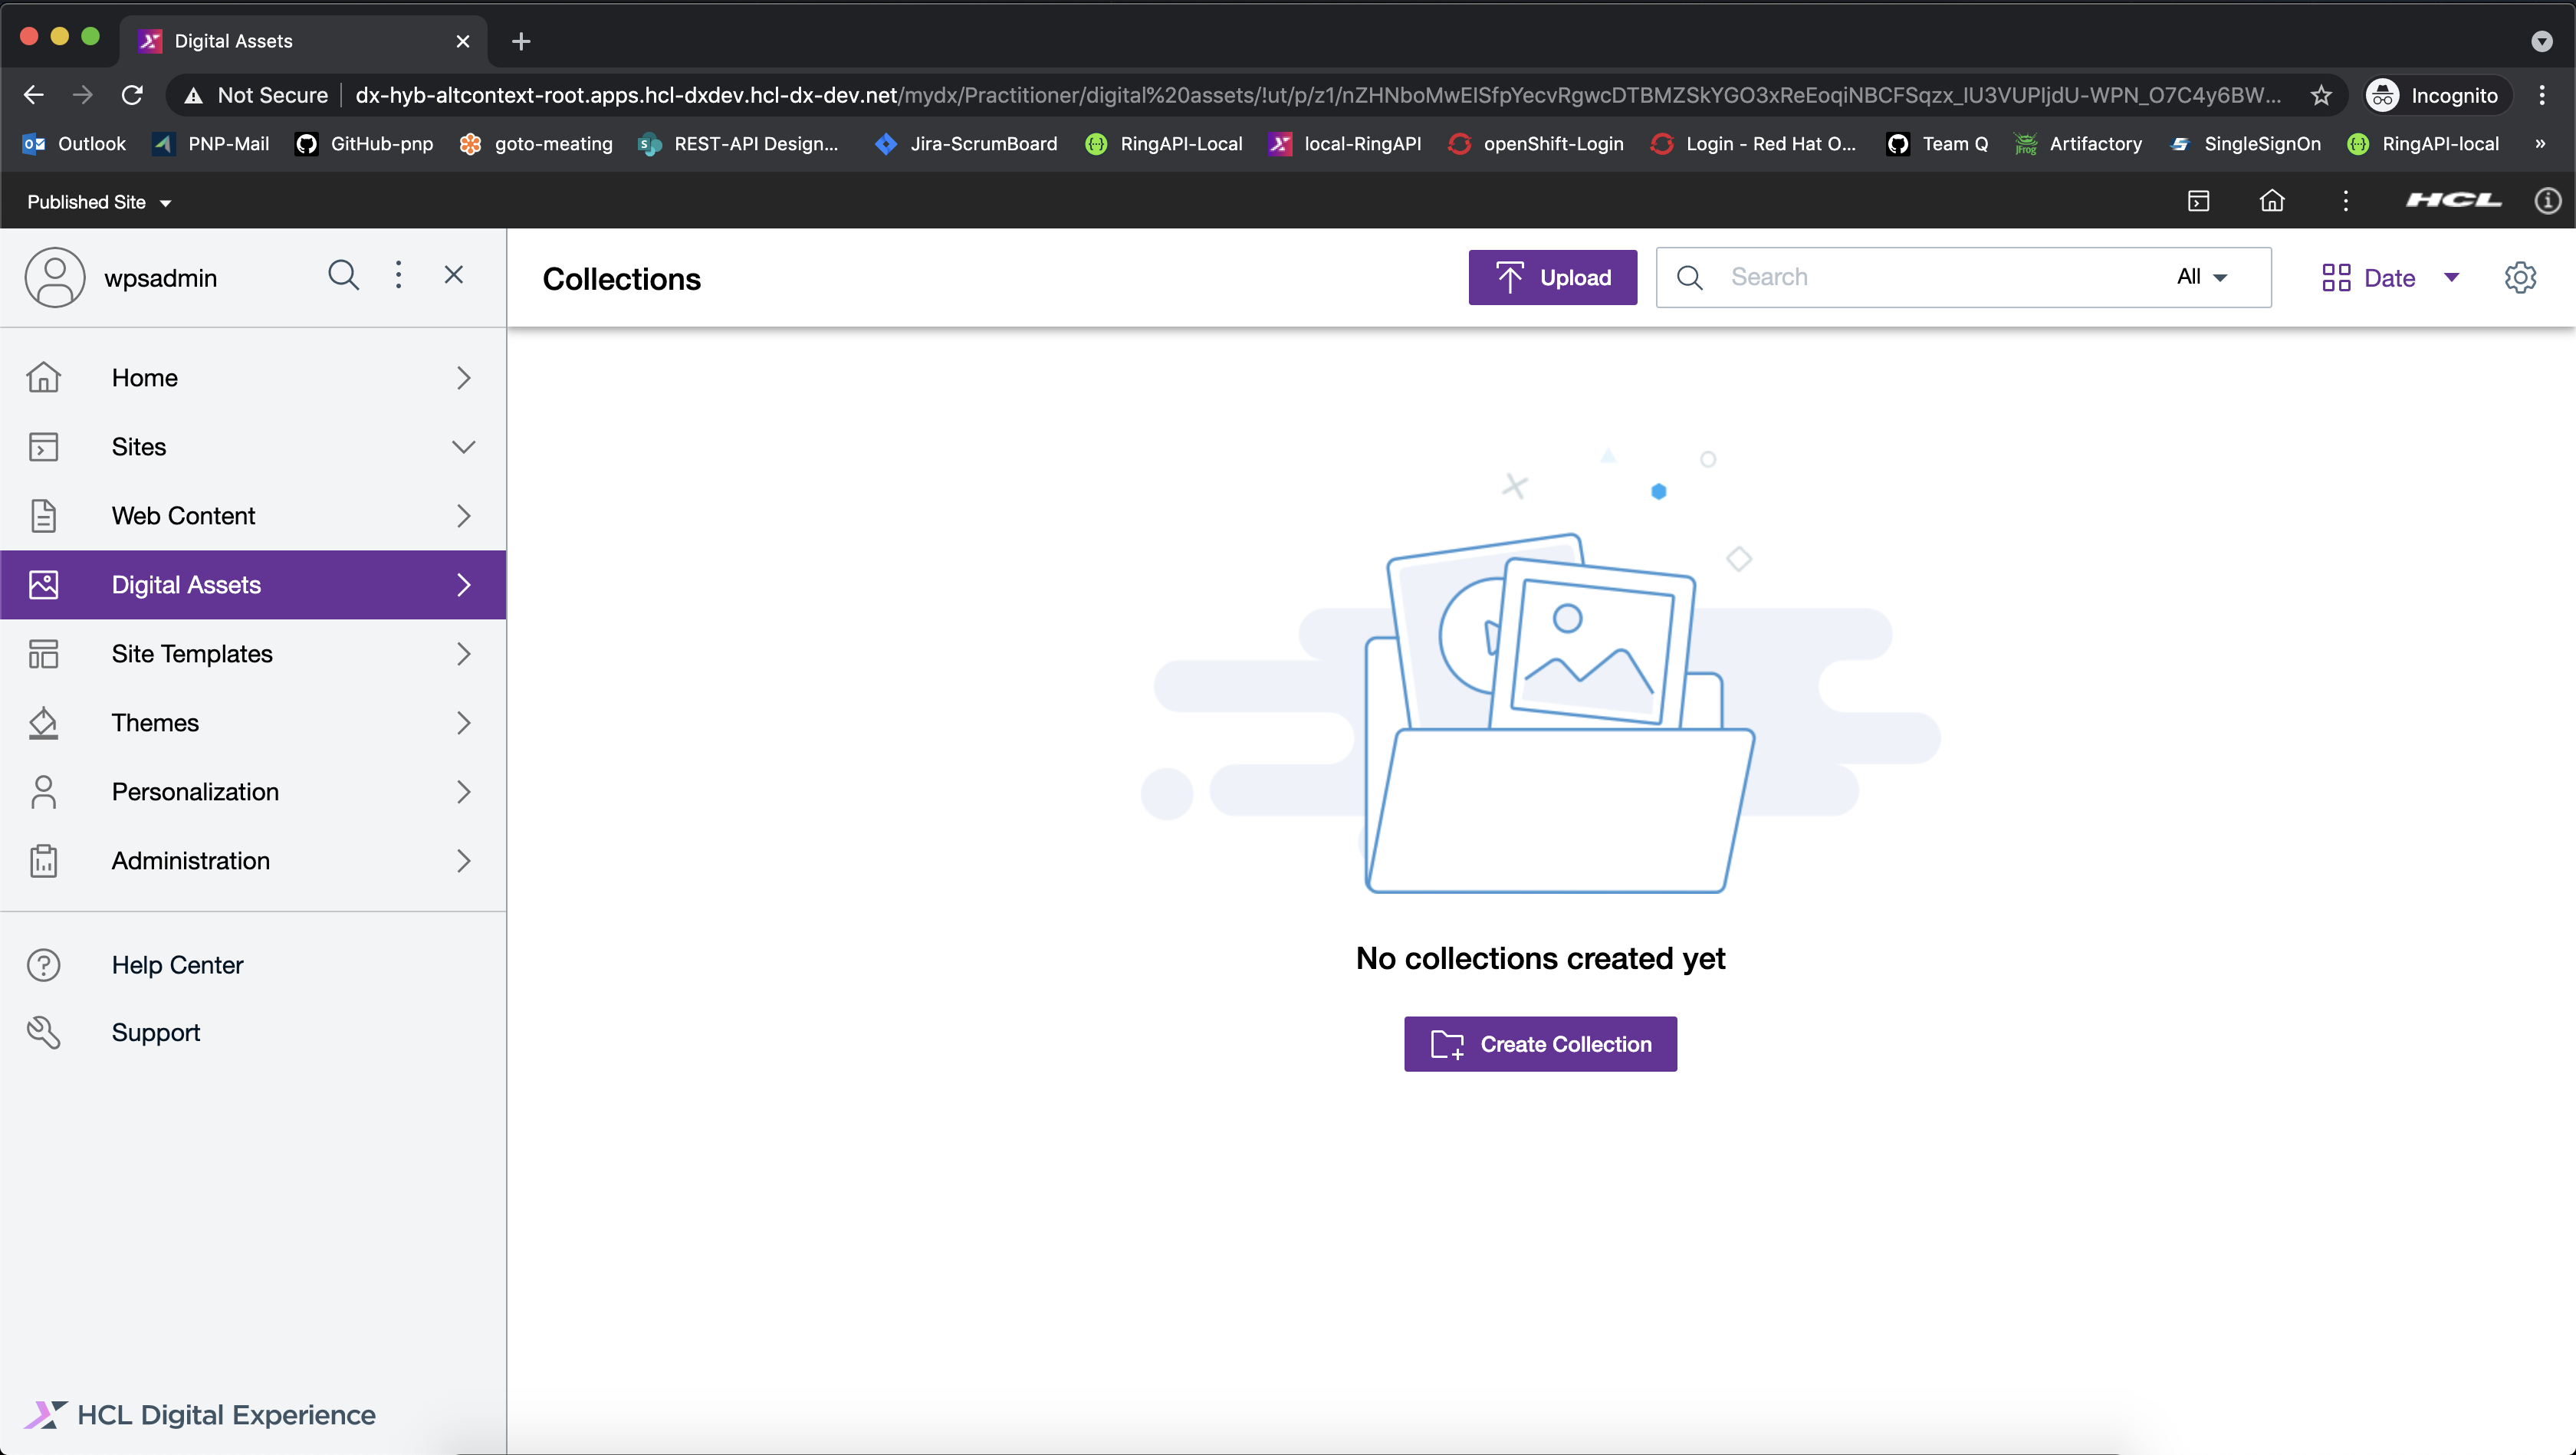 Digital Assets
Not Secure dx-hyb-altcontext-root.apps.hcl-dxdev.hcl-dx-dev.net/mydx/Practitioner/digital%20assets/!ut/p/z1/nZHNboMwEISfpYecvRgwcDTBMZSkYGO3xReEoqiNBCFSqzx_IU3VUPljdU-WPN_O7C4y6BW... Incognito
Outlook PNP-Mail GitHub-pnp goto-meating REST-API Design... Jira-ScrumBoard RingAPI-Local local-RingAPI openShift-Login Login - Red Hat O... Team Q Artifactory SingleSignOn RingAPI-local »
Published Site HCL
wpsadmin
Collections Upload Search All Date
Home
Sites
Web Content
Digital Assets
Site Templates
Themes
Personalization
Administration
Help Center
Support
No collections created yet
Create Collection
HCL Digital Experience